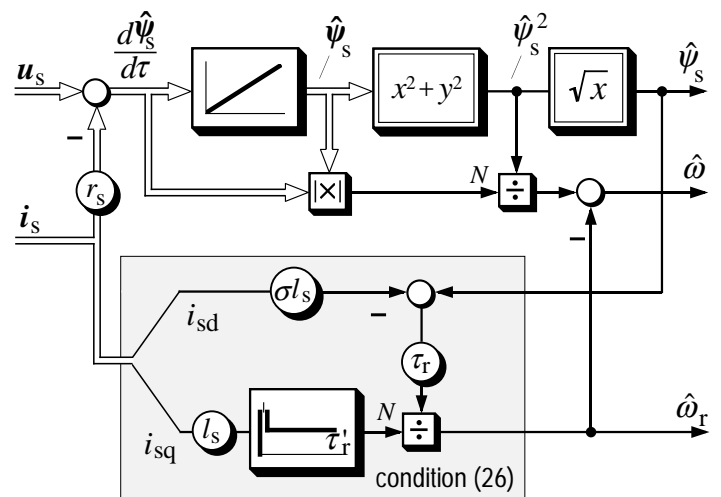 dψ̂s
dτ
ψ̂s
ψ̂s²
ψ̂s
us
x² + y²
√x
−
rs
|×|
N
÷
ω̂
is
−
σls
isd
−
τr
ls
τ'r
N
÷
ω̂r
isq
condition (26)